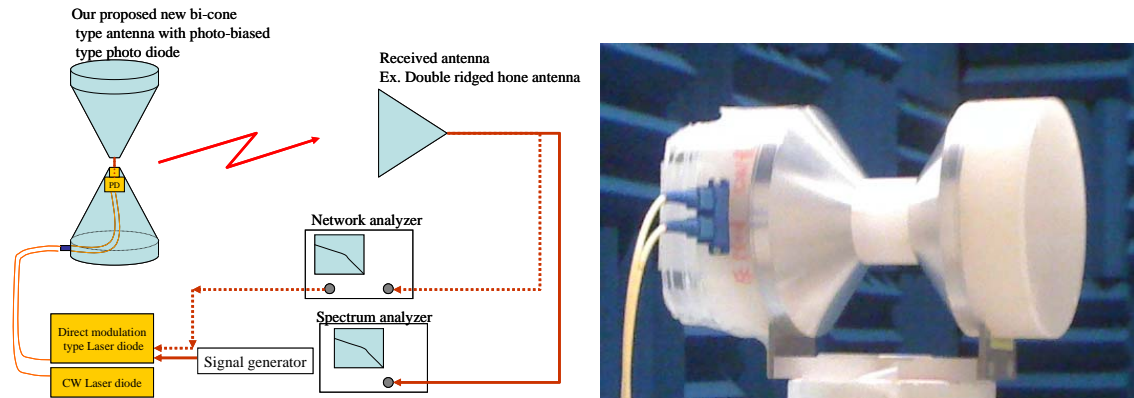 Our proposed new bi-cone
type antenna with photo-biased
type photo diode
Received antenna
Ex. Double ridged hone antenna
PD
Network analyzer
Spectrum analyzer
Direct modulation
type Laser diode
Signal generator
CW Laser diode